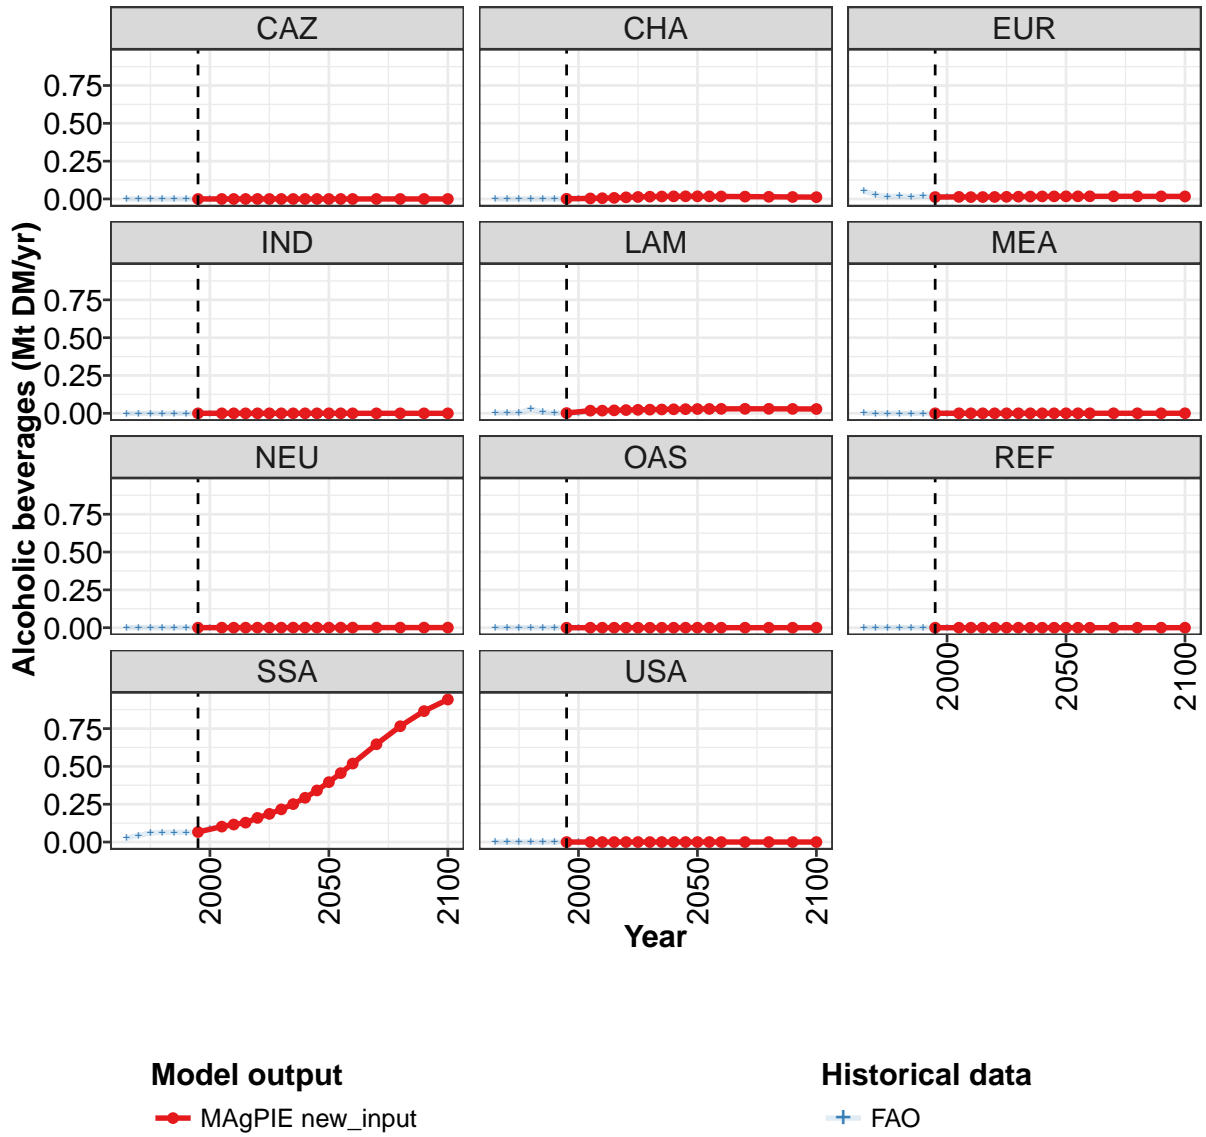 CAZ CHA EUR
0.75
0.50
0.25
0.00
IND LAM MEA
0.75
0.50
0.25
0.00
NEU OAS REF
0.75
0.50
0.25
0.00
2000 2050 2100
SSA USA
0.75
0.50
0.25
0.00
2000 2050 2100 2000 2050 2100
Alcoholic beverages (Mt DM/yr)
Year
Model output Historical data
MAgPIE new_input FAO